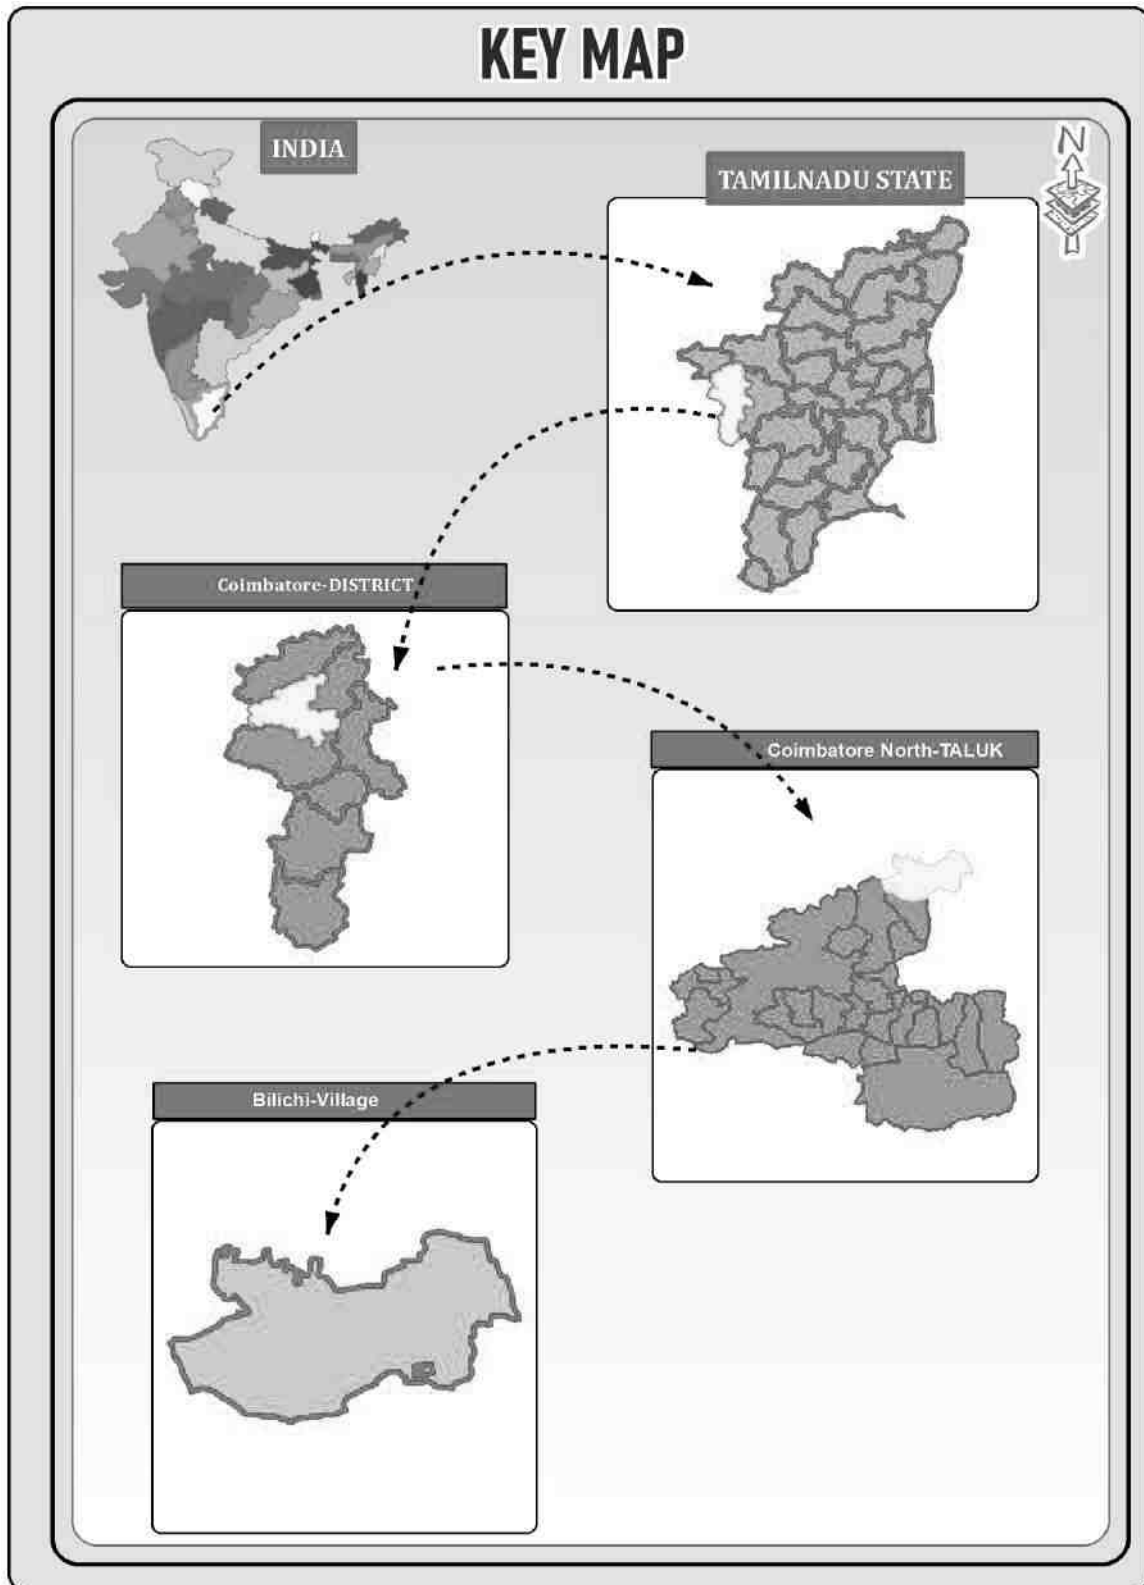 KEY MAP
INDIA
N
TAMILNADU STATE
Coimbatore-DISTRICT
Coimbatore North-TALUK
Bilichi-Village